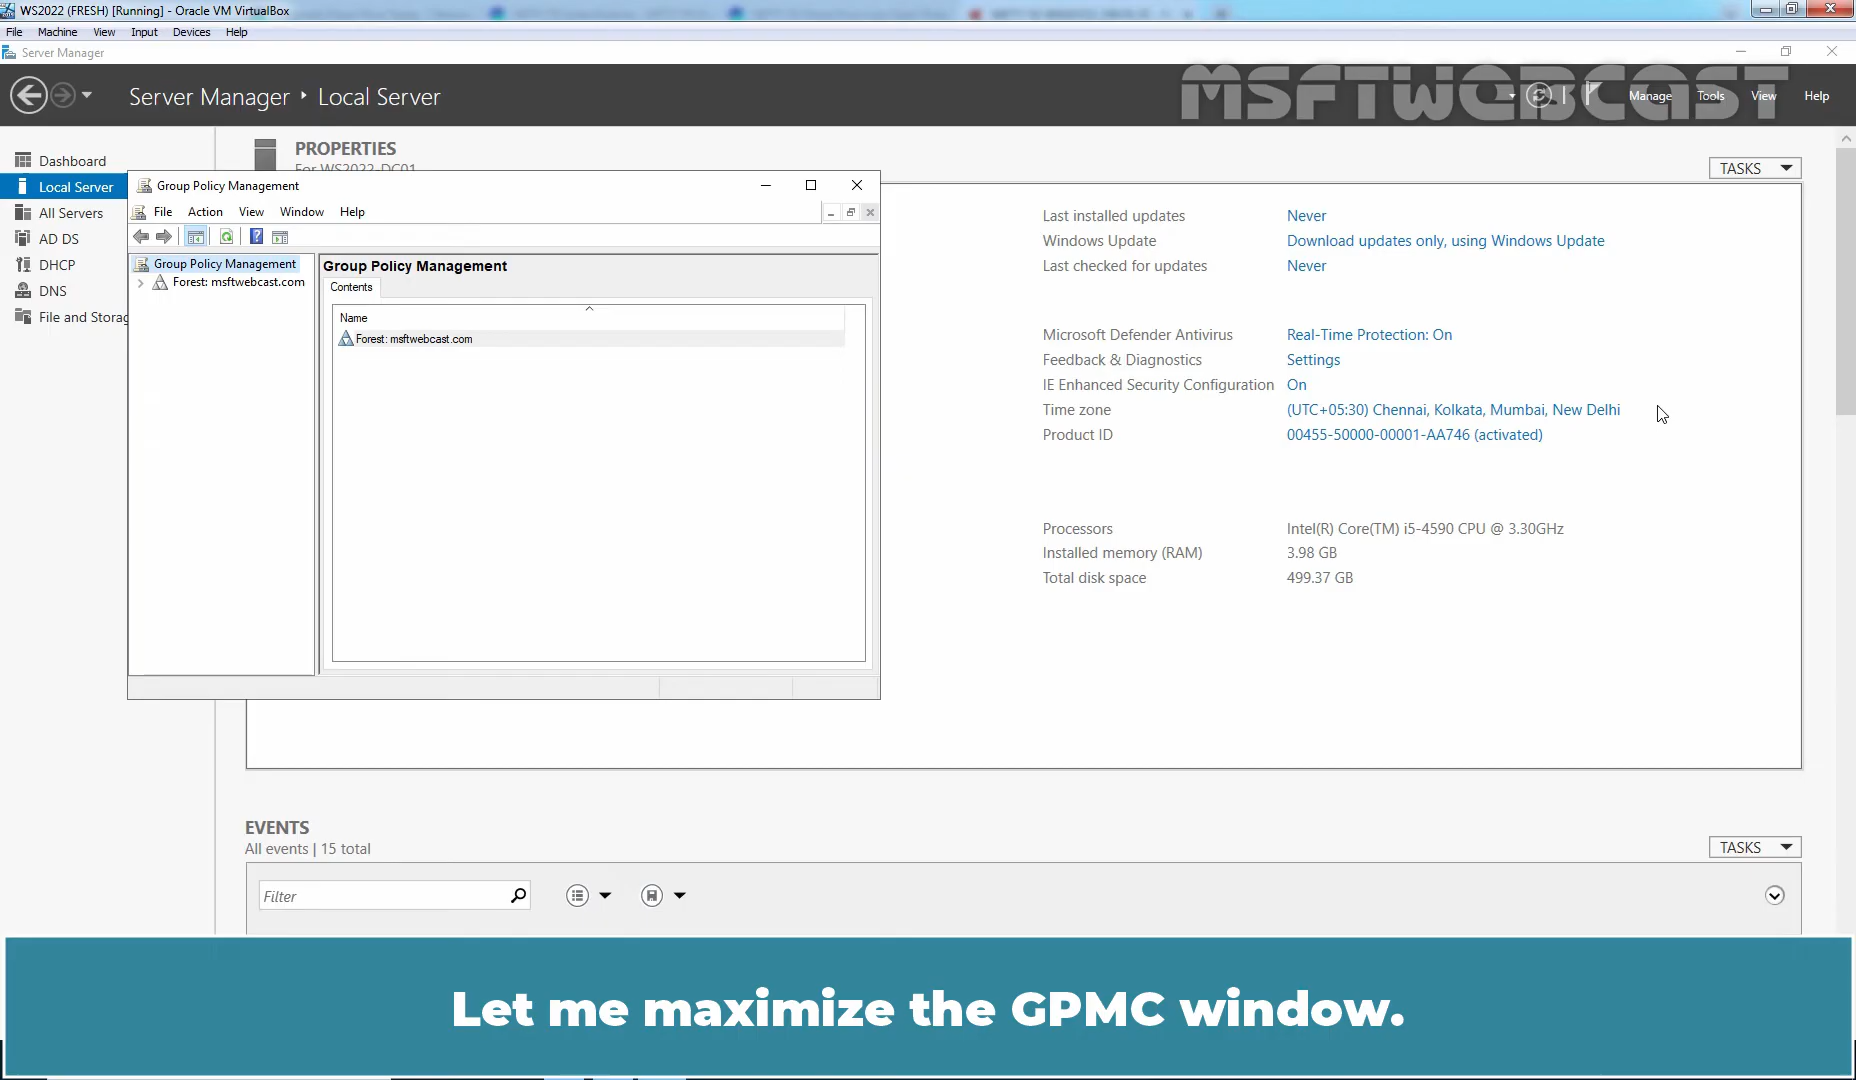 WS2022 (FRESH) [Running] - Oracle VM VirtualBox
File Machine View Input Devices Help
Server Manager
Server Manager Local Server
MSFTWEBCAST
Manage Tools View Help
Dashboard
Local Server
All Servers
AD DS
DHCP
DNS
File and Storag
PROPERTIES
For WS2022-DC01
TASKS
Group Policy Management
File Action View Window Help
Group Policy Management
Forest: msftwebcast.com
Group Policy Management
Contents
Name
Forest: msftwebcast.com
Last installed updates Never
Windows Update Download updates only, using Windows Update
Last checked for updates Never
Microsoft Defender Antivirus Real-Time Protection: On
Feedback & Diagnostics Settings
IE Enhanced Security Configuration On
Time zone (UTC+05:30) Chennai, Kolkata, Mumbai, New Delhi
Product ID 00455-50000-00001-AA746 (activated)
Processors Intel(R) Core(TM) i5-4590 CPU @ 3.30GHz
Installed memory (RAM) 3.98 GB
Total disk space 499.37 GB
EVENTS
All events | 15 total
TASKS
Filter
Let me maximize the GPMC window.